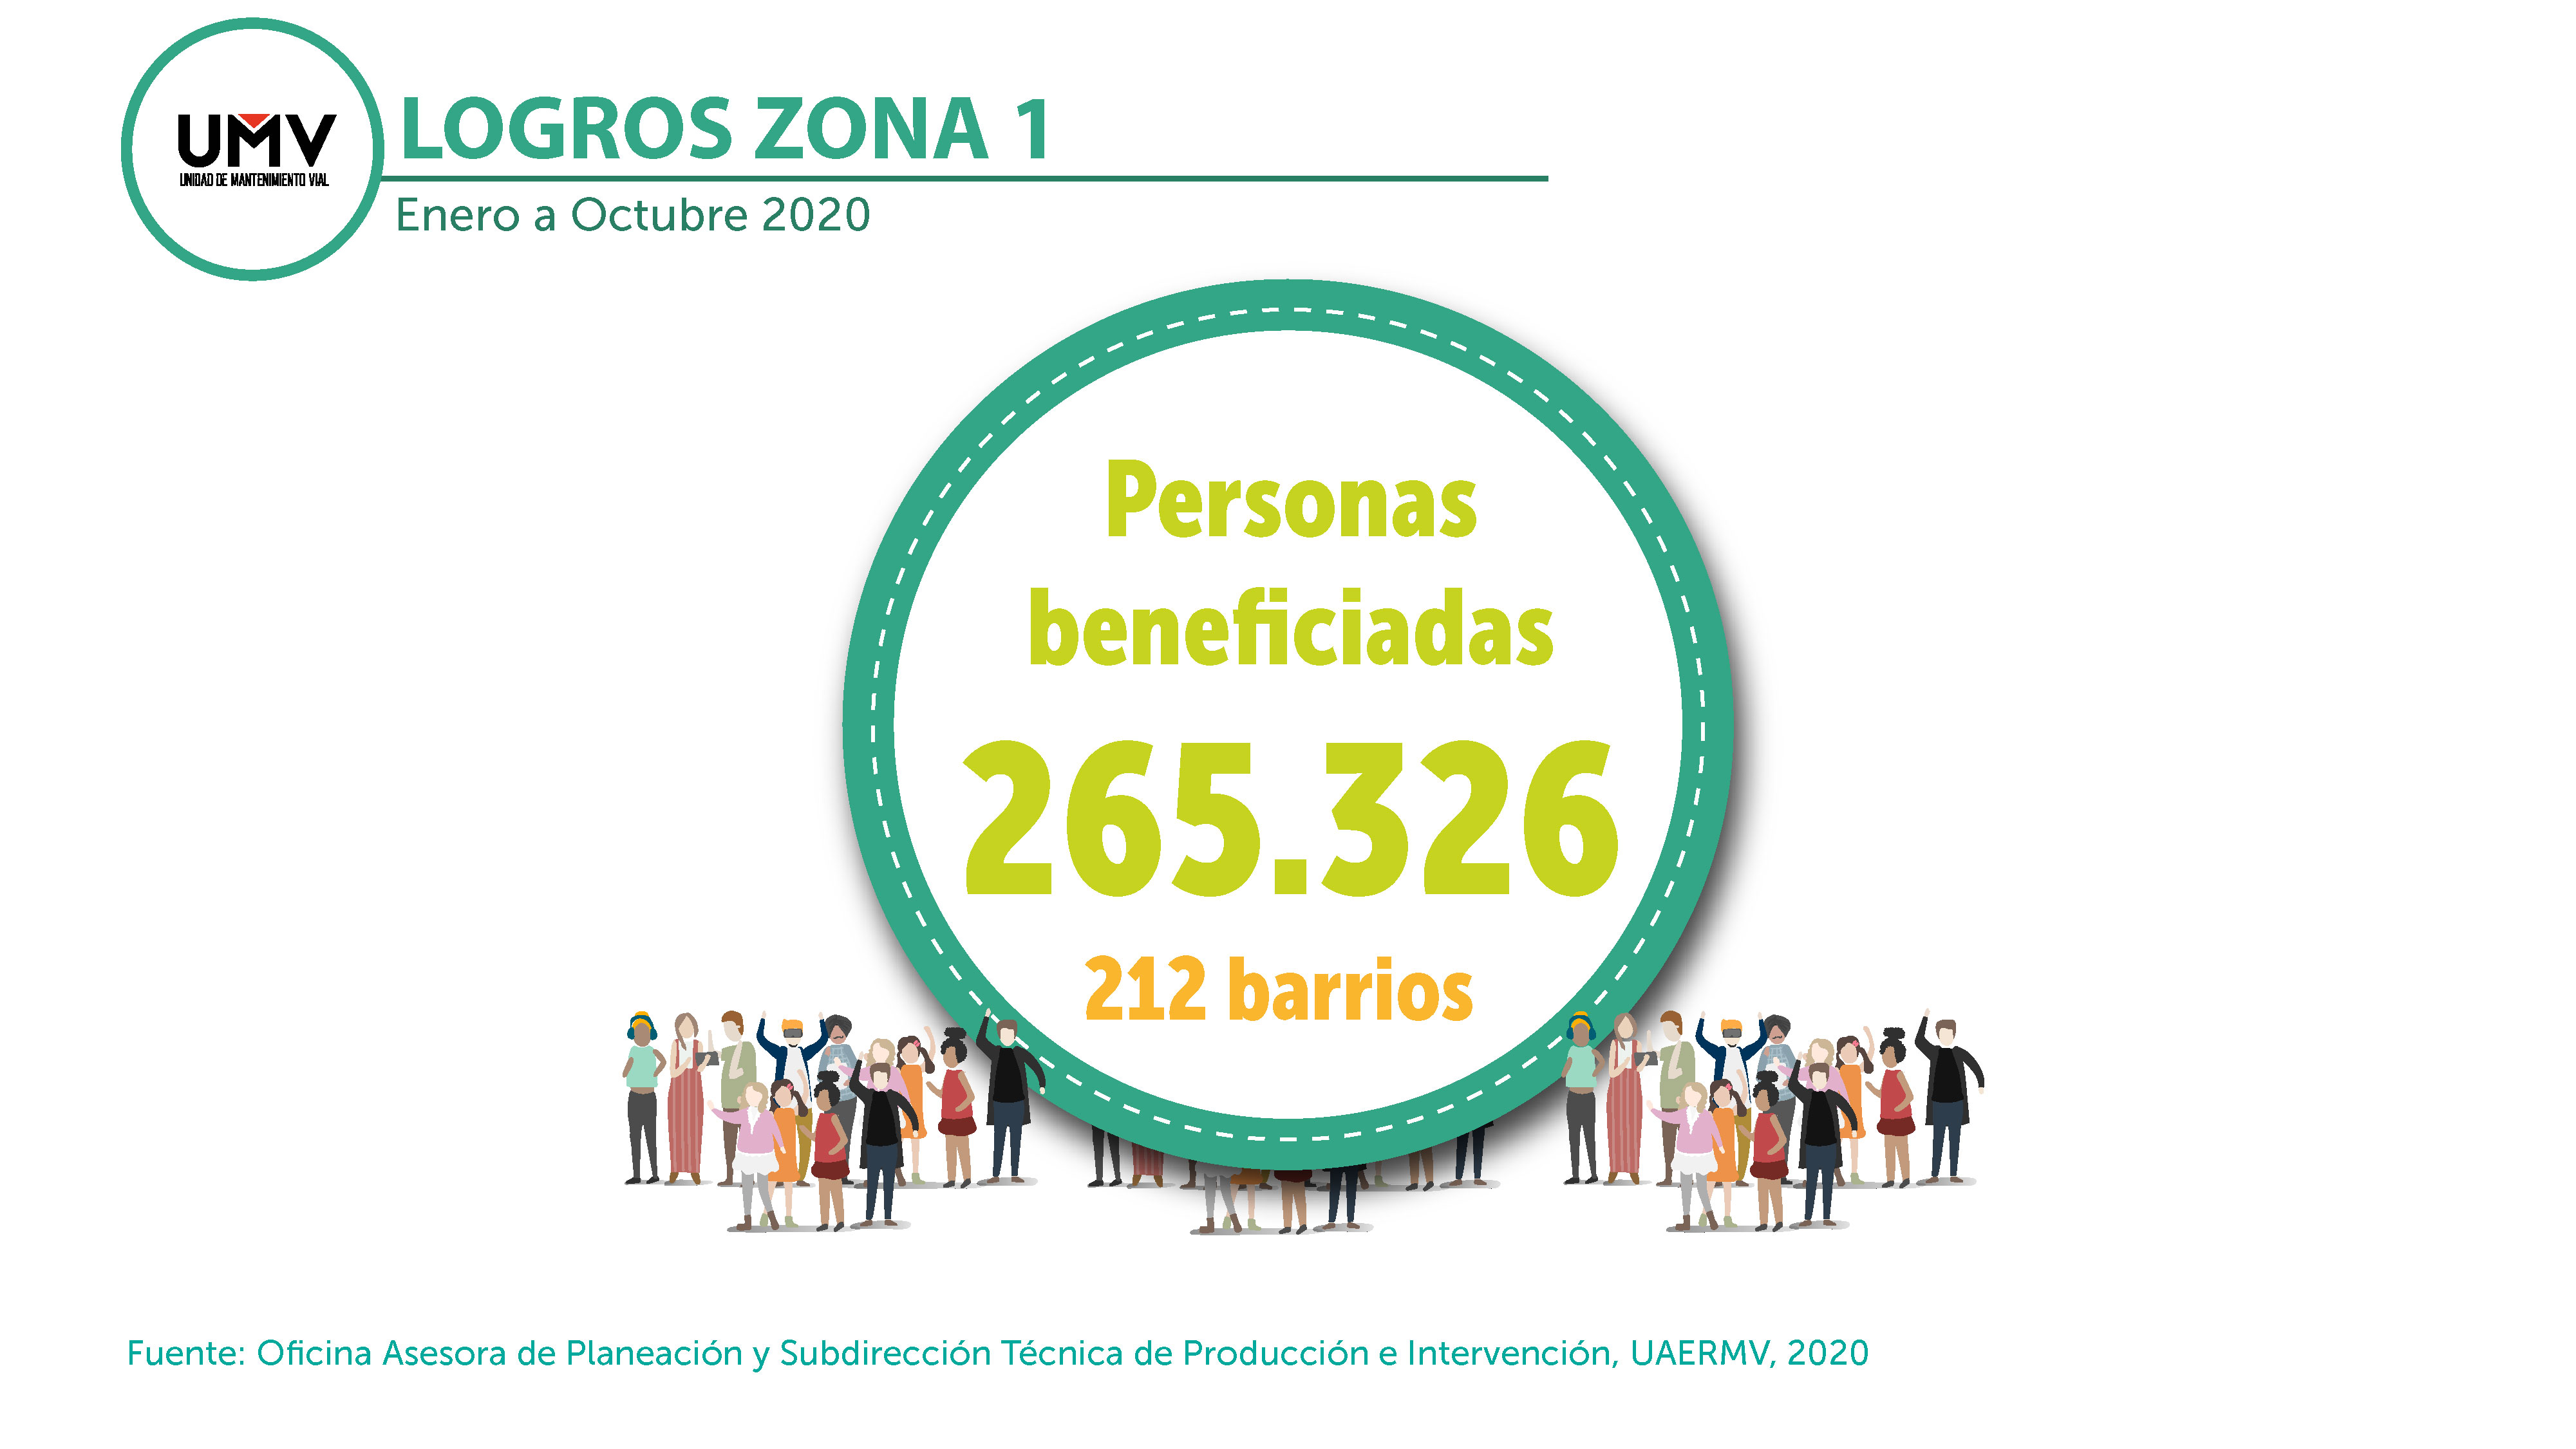 UMV
UNIDAD DE MANTENIMIENTO VIAL
LOGROS ZONA 1
Enero a Octubre 2020
Personas
beneficiadas
265.326
212 barrios
Fuente: Oficina Asesora de Planeación y Subdirección Técnica de Producción e Intervención, UAERMV, 2020